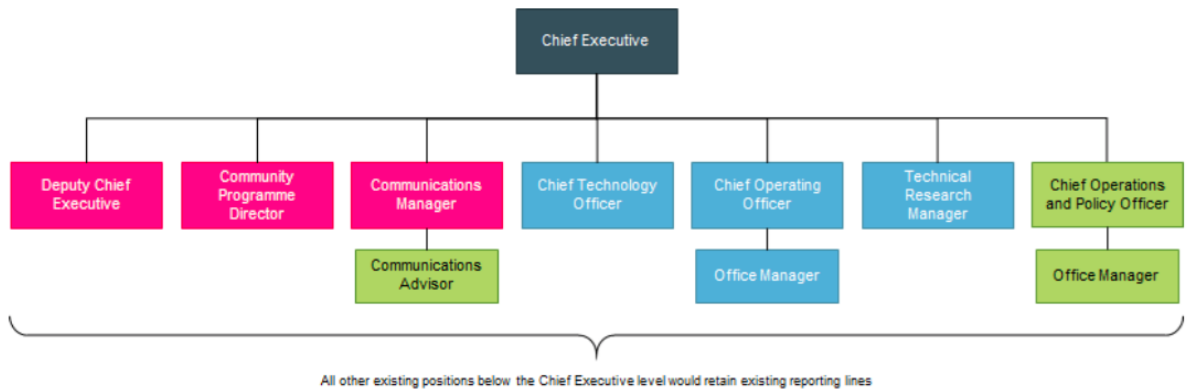 Chief Executive
Deputy Chief
Executive
Community
Programme
Director
Communications
Manager
Chief Technology
Officer
Chief Operating
Officer
Technical
Research
Manager
Chief Operations
and Policy Officer
Communications
Advisor
Office Manager
Office Manager
All other existing positions below the Chief Executive level would retain existing reporting lines